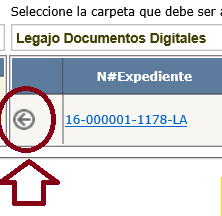 Seleccione la carpeta que debe ser
Legajo Documentos Digitales
N#Expediente
16-000001-1178-LA